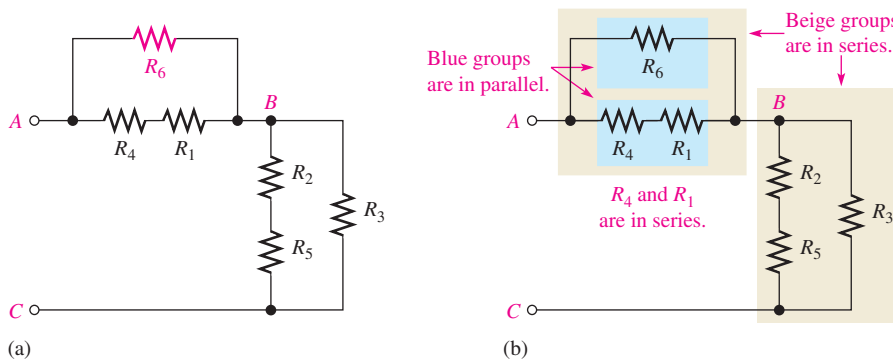 R6
A
B
R4
R1
R2
R3
R5
C
(a)
Beige groups
are in series.
Blue groups
are in parallel.
R6
A
B
R4
R1
R4 and R1
are in series.
R2
R3
R5
C
(b)